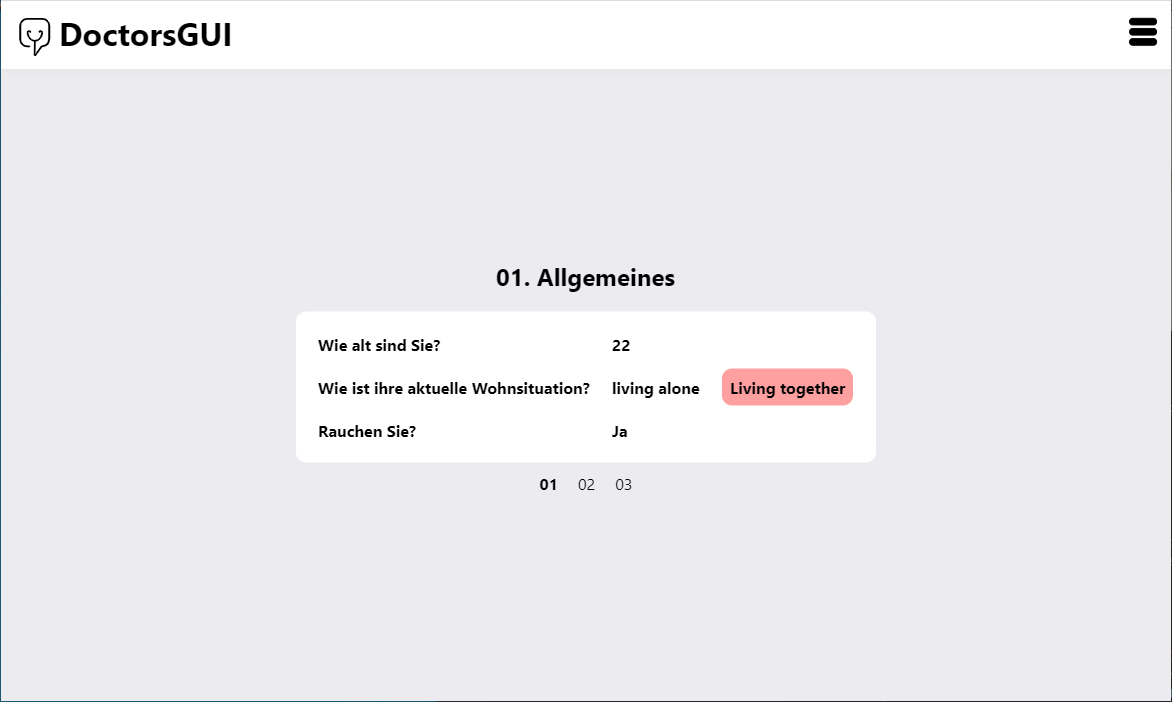 DoctorsGUI
01. Allgemeines
Wie alt sind Sie? 22
Wie ist ihre aktuelle Wohnsituation? living alone Living together
Rauchen Sie? Ja
01 02 03